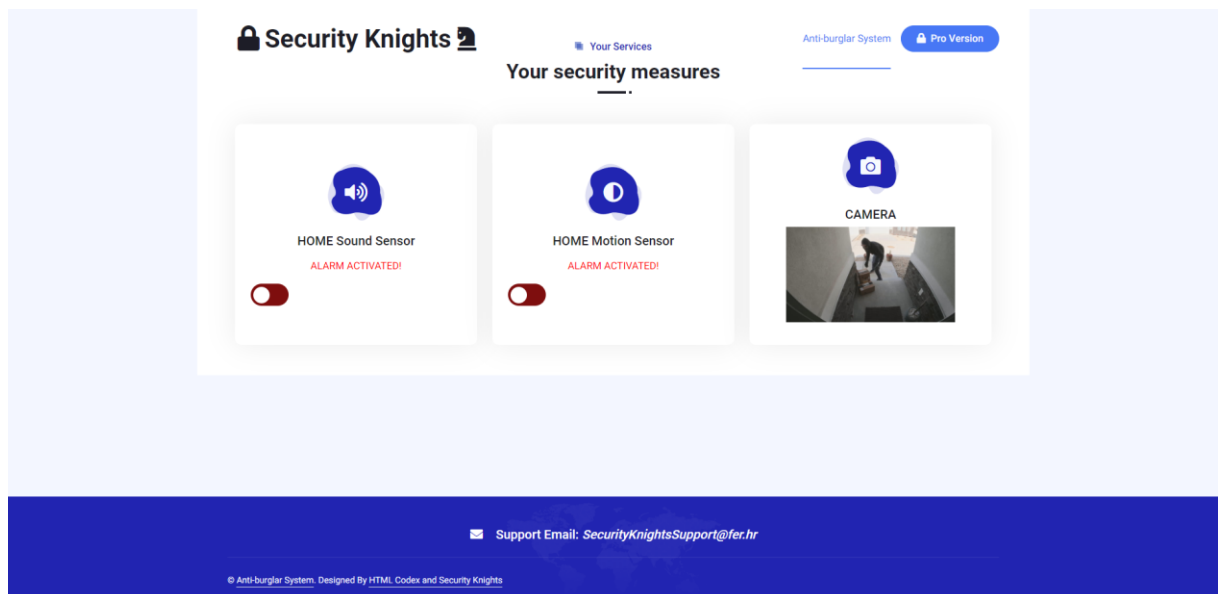 Security Knights
Your Services
Your security measures
Anti-burglar System
Pro Version
HOME Sound Sensor
ALARM ACTIVATED!
HOME Motion Sensor
ALARM ACTIVATED!
CAMERA
Support Email: SecurityKnightsSupport@fer.hr
© Anti-burglar System. Designed By HTML Codex and Security Knights